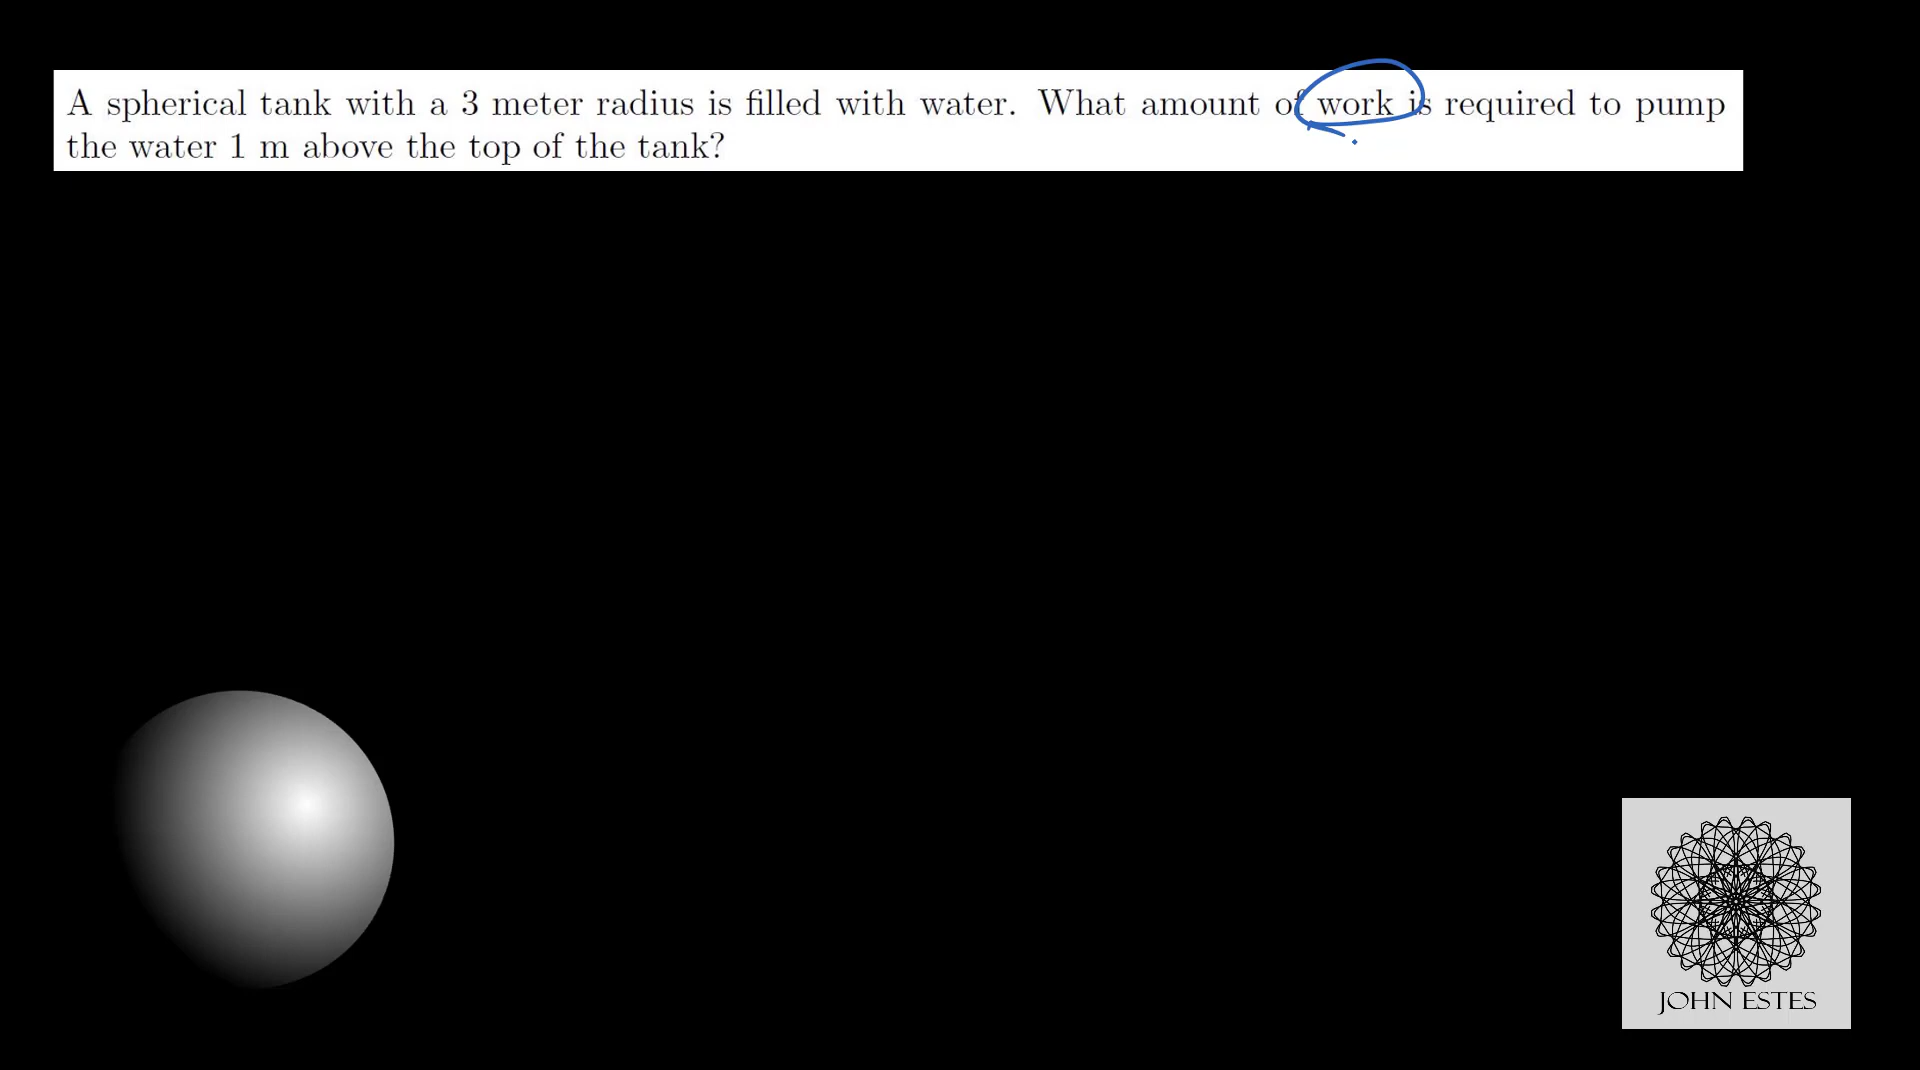 A spherical tank with a 3 meter radius is filled with water. What amount of work is required to pump
the water 1 m above the top of the tank?
JOHN ESTES